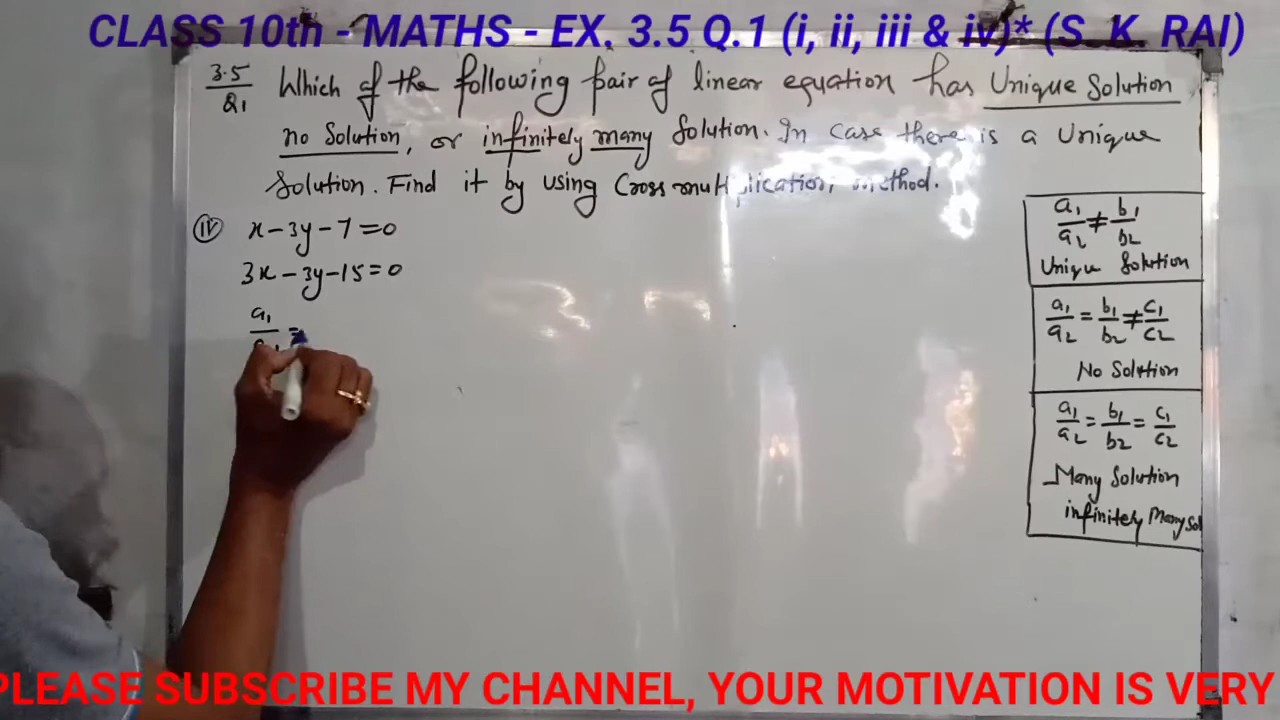 CLASS 10th - MATHS - EX, 3.5 Q.1 (i, ii, iii & iv)* (S. K. RAI)
3.5 Which of the following pair of linear equation has Unique Solution
Q1
no Solution, or infinitely many Solution. In case there is a Unique
Solution. Find it by using Cross multiplication method.
(iv) x - 3y - 7 = 0
3x - 3y - 15 = 0
a₁
=
a₁/a₂ ≠ b₁/b₂
Unique Solution
a₁/a₂ = b₁/b₂ ≠ c₁/c₂
No Solution
a₁/a₂ = b₁/b₂ = c₁/c₂
Many Solution
infinitely Many Sol
PLEASE SUBSCRIBE MY CHANNEL, YOUR MOTIVATION IS VERY